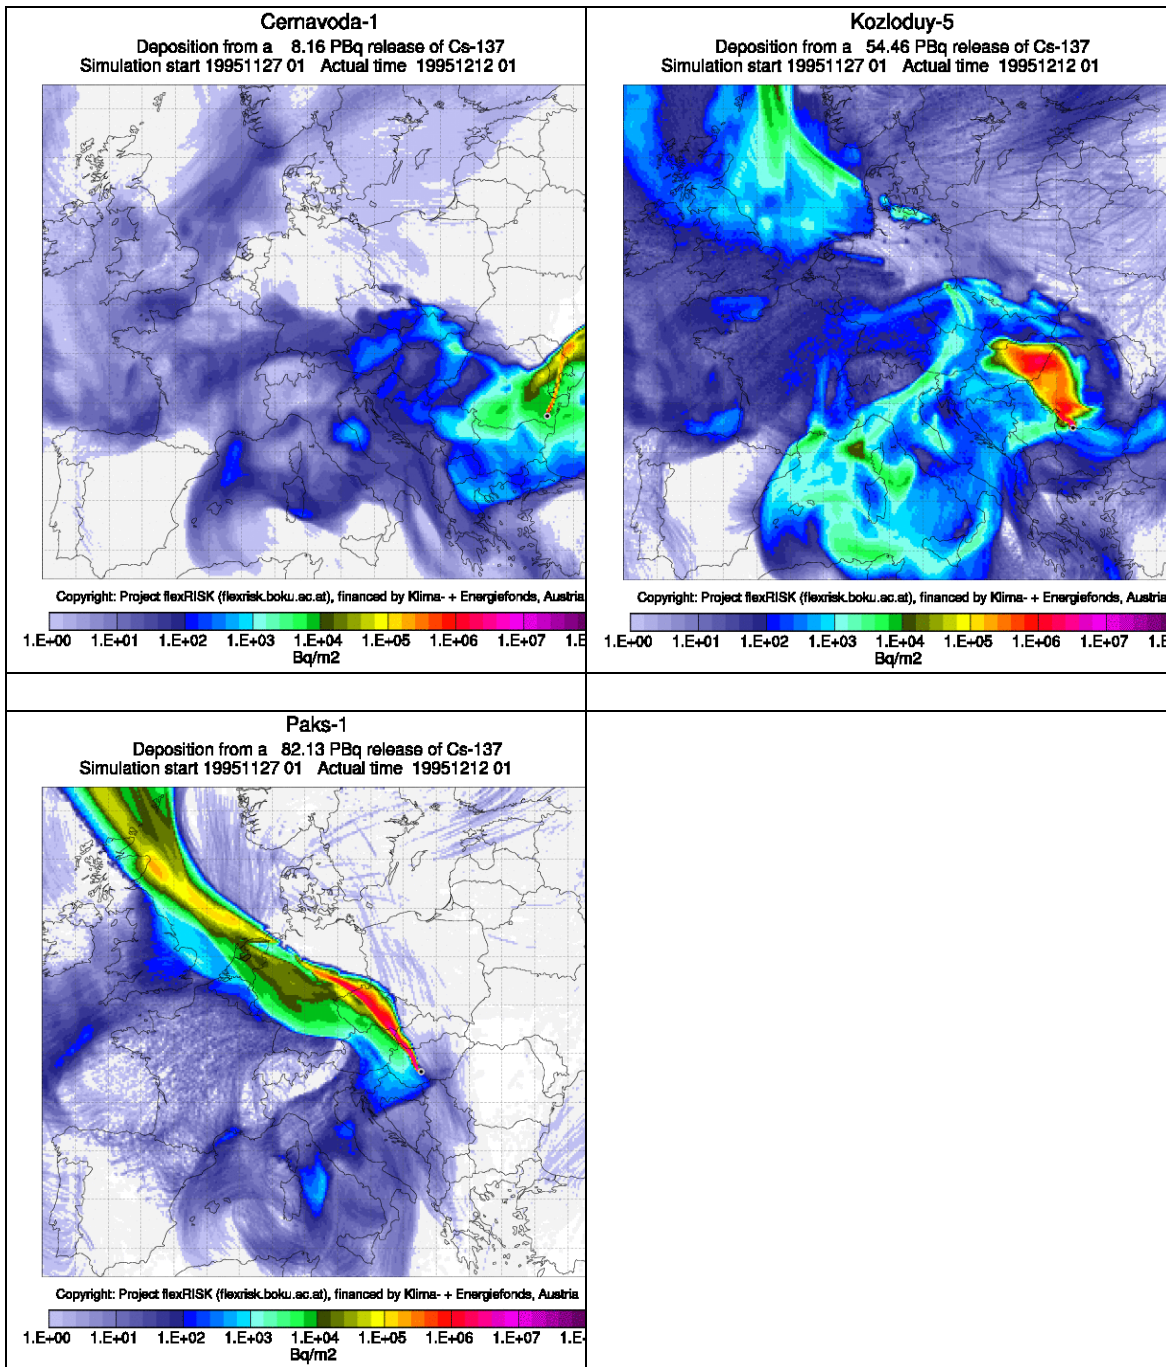 Cernavoda-1
Deposition from a 8.16 PBq release of Cs-137
Simulation start 19951127 01 Actual time 19951212 01
Copyright: Project flexRISK (flexrisk.boku.ac.at), financed by Klima- + Energiefonds, Austria
1.E+00 1.E+01 1.E+02 1.E+03 1.E+04 1.E+05 1.E+06 1.E+07 1.E
Bq/m2
Kozloduy-5
Deposition from a 54.46 PBq release of Cs-137
Simulation start 19951127 01 Actual time 19951212 01
Copyright: Project flexRISK (flexrisk.boku.ac.at), financed by Klima- + Energiefonds, Austria
1.E+00 1.E+01 1.E+02 1.E+03 1.E+04 1.E+05 1.E+06 1.E+07 1.E
Bq/m2
Paks-1
Deposition from a 82.13 PBq release of Cs-137
Simulation start 19951127 01 Actual time 19951212 01
Copyright: Project flexRISK (flexrisk.boku.ac.at), financed by Klima- + Energiefonds, Austria
1.E+00 1.E+01 1.E+02 1.E+03 1.E+04 1.E+05 1.E+06 1.E+07 1.E-
Bq/m2